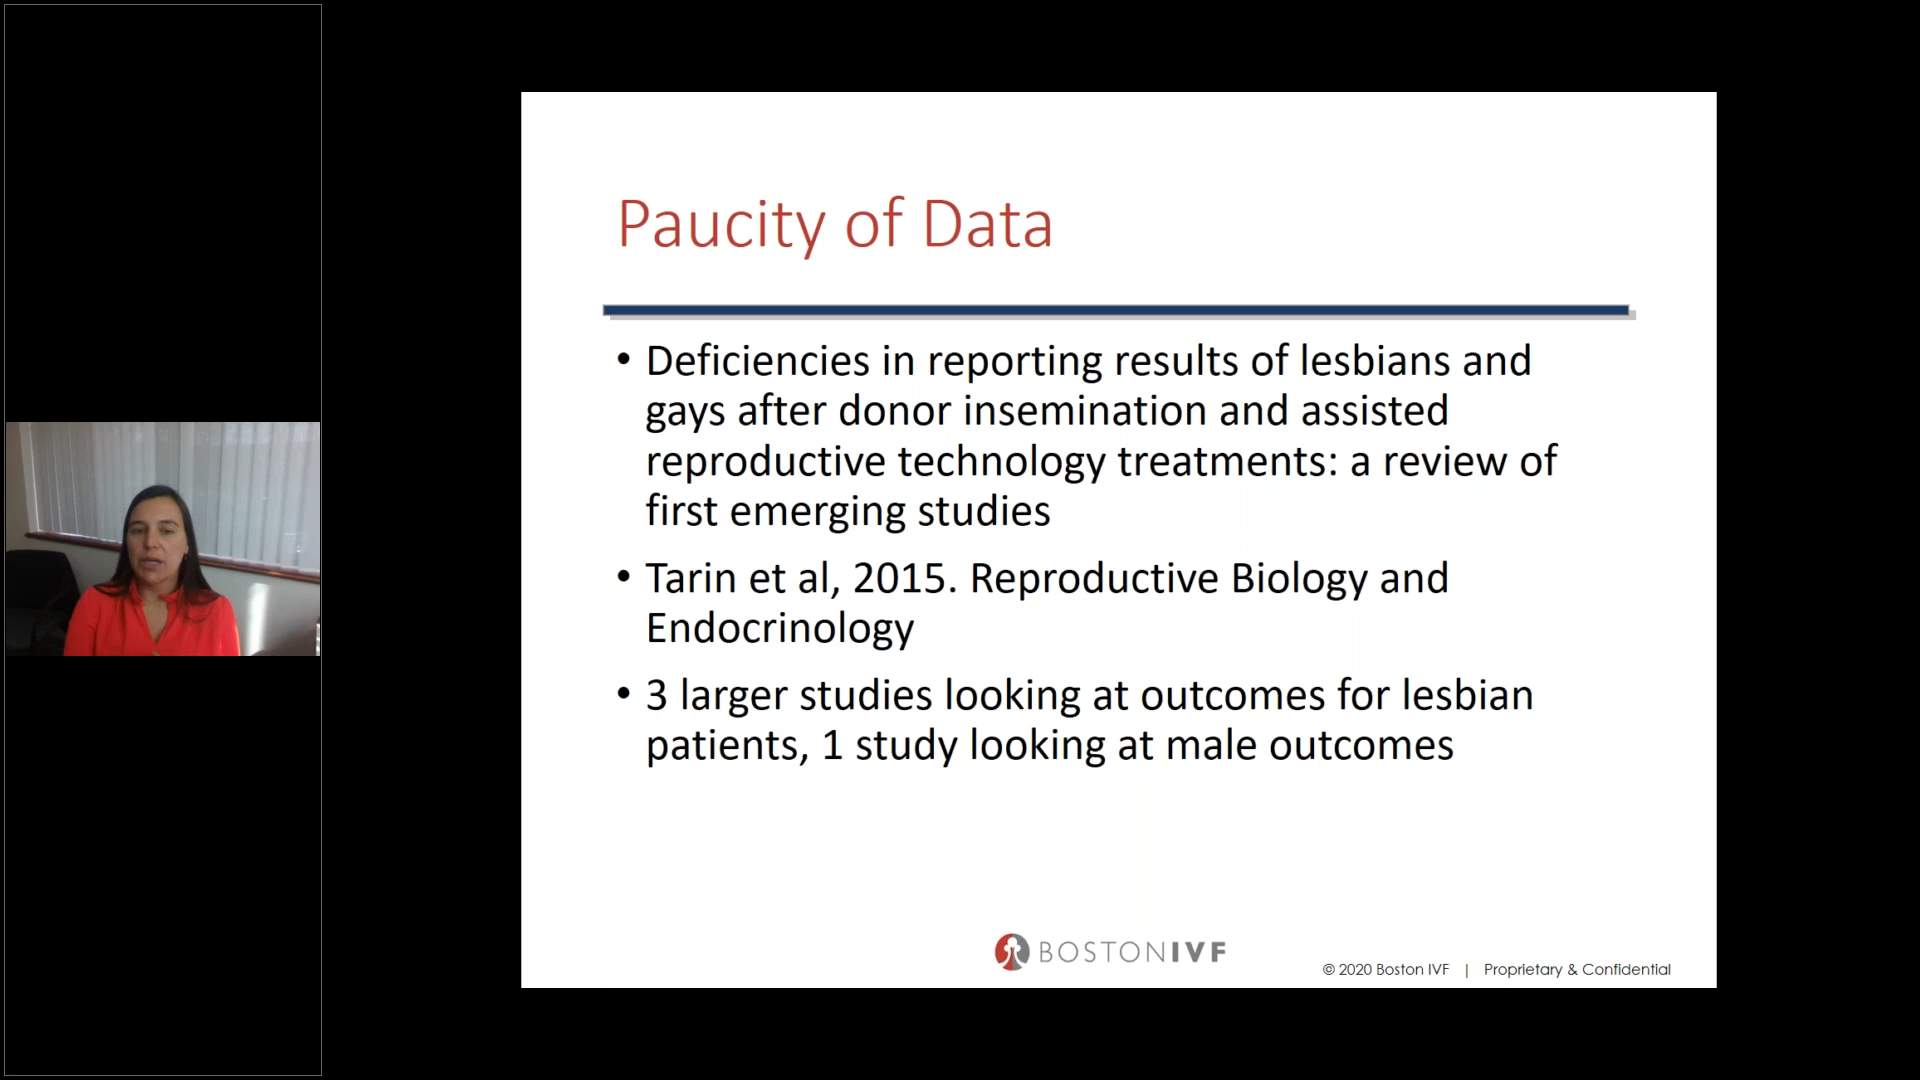 Paucity of Data
• Deficiencies in reporting results of lesbians and
gays after donor insemination and assisted
reproductive technology treatments: a review of
first emerging studies
• Tarin et al, 2015. Reproductive Biology and
Endocrinology
• 3 larger studies looking at outcomes for lesbian
patients, 1 study looking at male outcomes
BOSTONIVF
© 2020 Boston IVF | Proprietary & Confidential